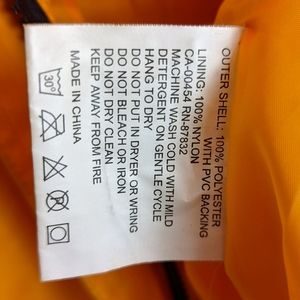 OUTER SHELL: 100% POLYESTER
WITH PVC BACKING
LINING: 100% NYLON
CA-00454 RN-87832
MACHINE WASH COLD WITH MILD
DETERGENT ON GENTLE CYCLE
HANG TO DRY
DO NOT PUT IN DRYER OR WRING
DO NOT BLEACH OR IRON
DO NOT DRY CLEAN
KEEP AWAY FROM FIRE
MADE IN CHINA
30°